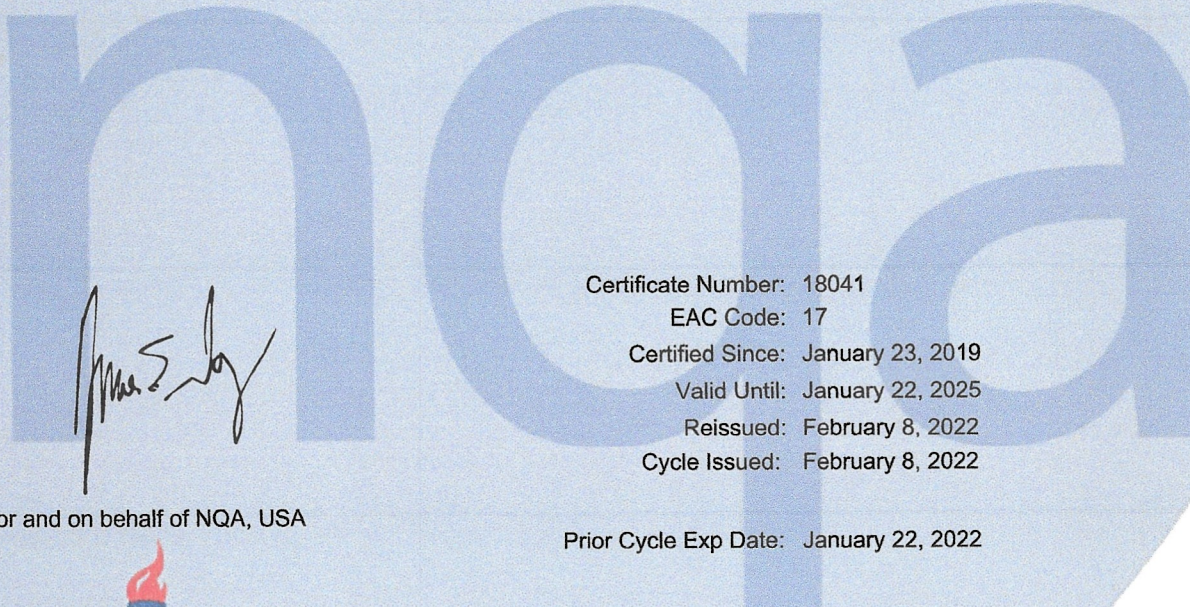 nqa
Certificate Number: 18041
EAC Code: 17
Certified Since: January 23, 2019
Valid Until: January 22, 2025
Reissued: February 8, 2022
Cycle Issued: February 8, 2022
or and on behalf of NQA, USA
Prior Cycle Exp Date: January 22, 2022